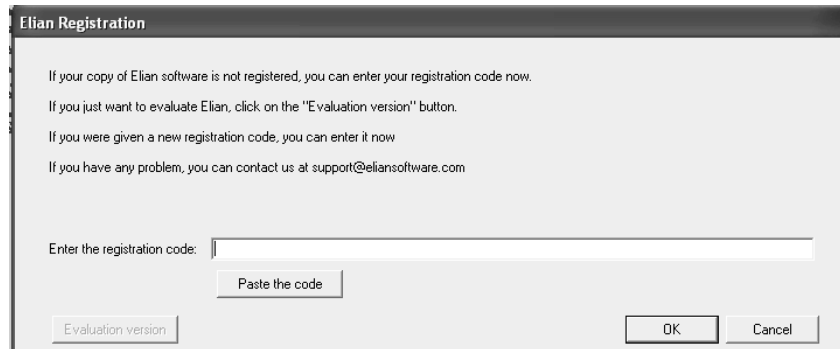 Elian Registration
If your copy of Elian software is not registered, you can enter your registration code now.
If you just want to evaluate Elian, click on the "Evaluation version" button.
If you were given a new registration code, you can enter it now
If you have any problem, you can contact us at support@eliansoftware.com
Enter the registration code:
Paste the code
Evaluation version OK Cancel